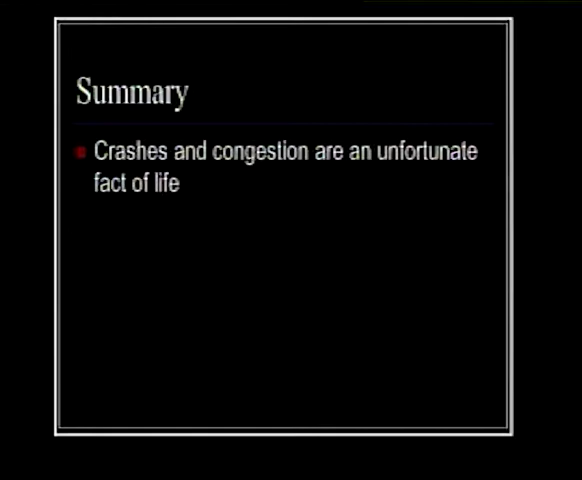 Summary
Crashes and congestion are an unfortunate
fact of life